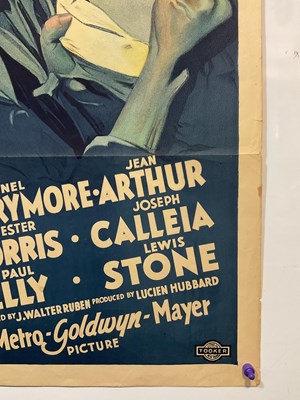 NEL JEAN
RYMORE · ARTHUR
ESTER JOSEPH
RRIS · CALLEIA
PAUL LEWIS
LLY · STONE
D BY J. WALTER RUBEN PRODUCED BY LUCIEN HUBBARD
Metro-Goldwyn-Mayer
PICTURE
TOOKER